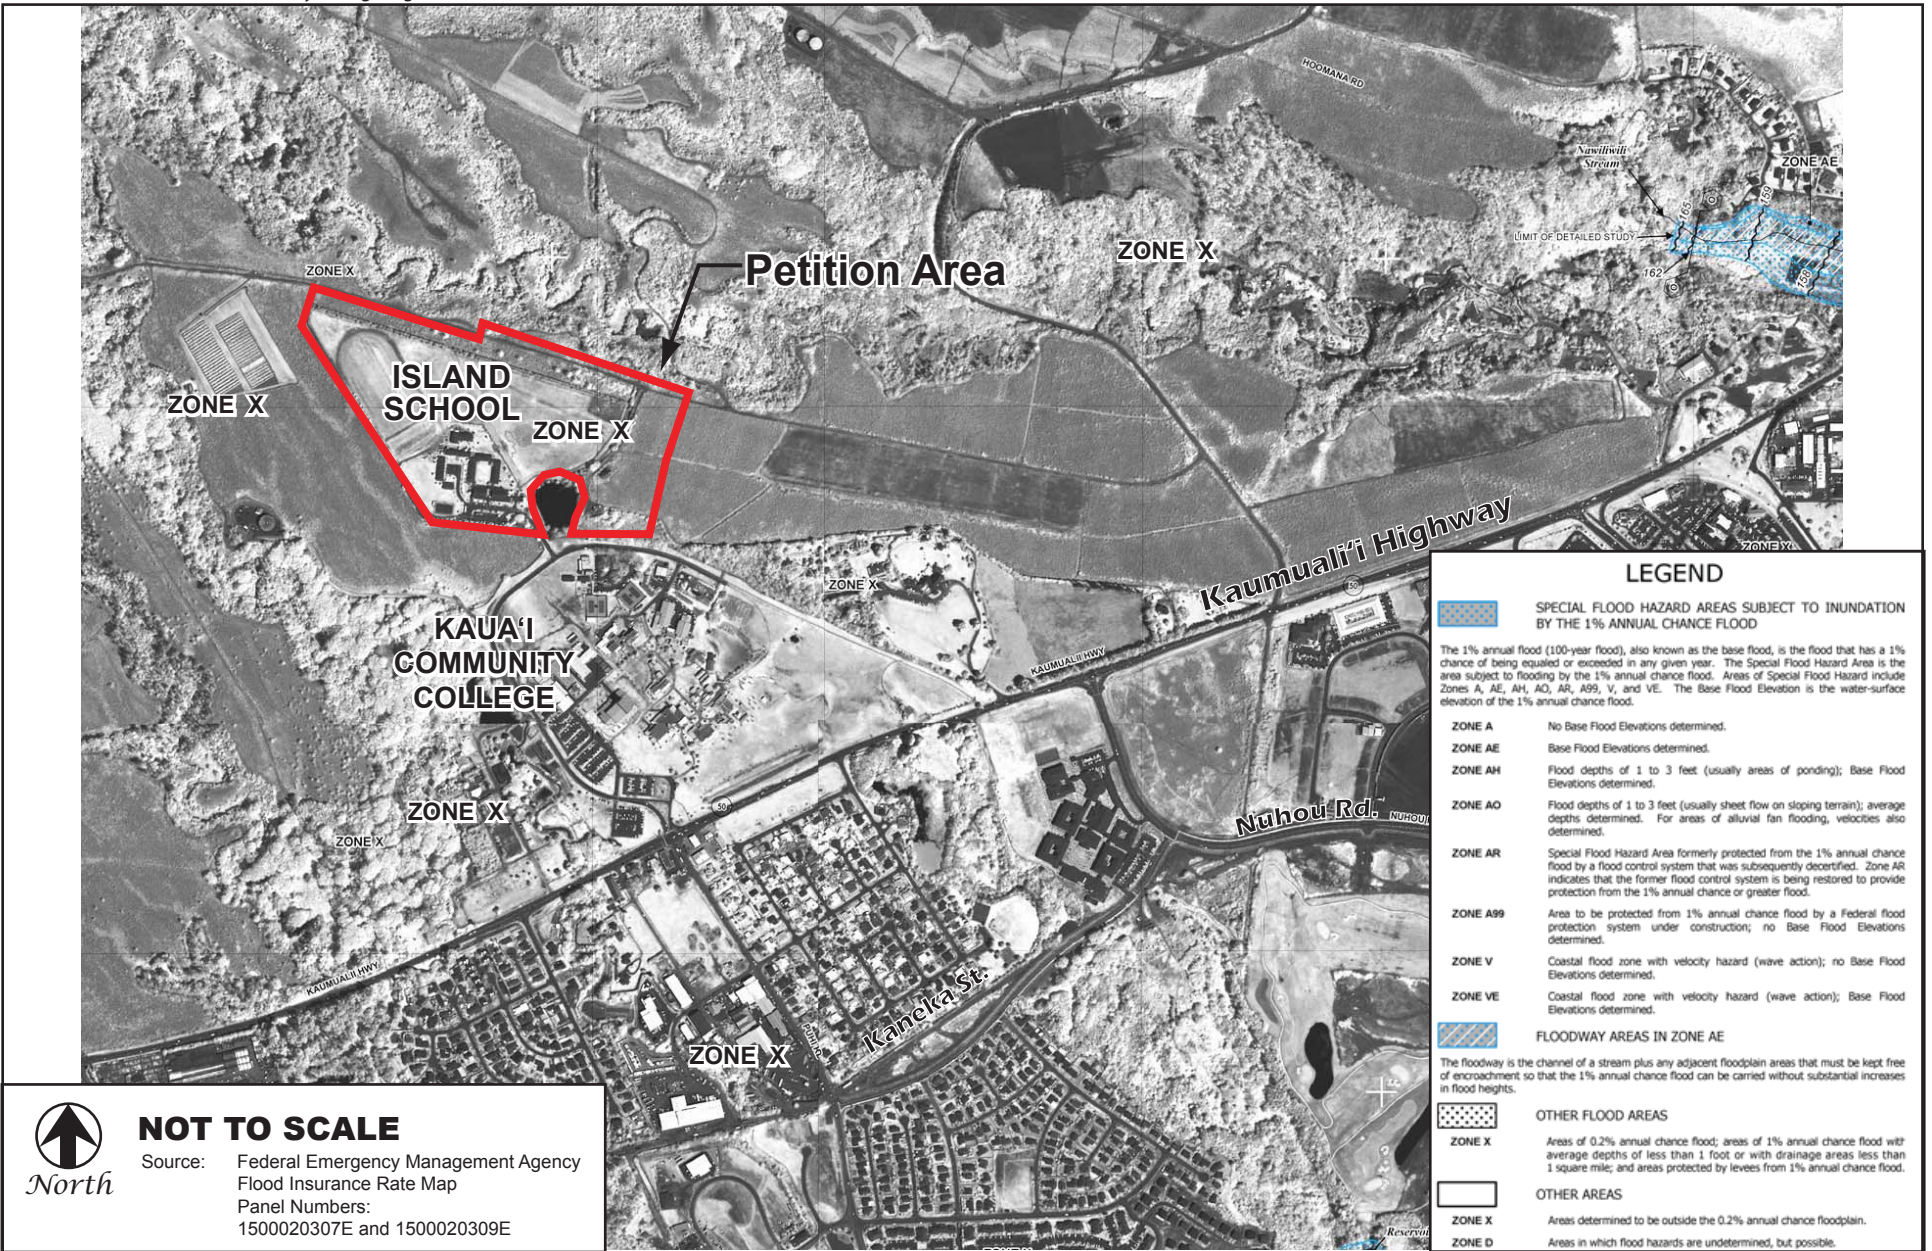 HOOMANA RD
Nawiliwili
Stream
ZONE AE
159
165
LIMIT OF DETAILED STUDY
162
158
ZONE X
Petition Area
ZONE X
ISLAND
SCHOOL
ZONE X
ZONE X
Kaumuali‘i Highway
50
ZONE X
ZONE X
KAUA‘I
COMMUNITY
COLLEGE
KAUMUALII HWY
ZONE X
50
ZONE X
Nuhou Rd.
NUHOU
KAUMUALII HWY
Kaneka St.
ZONE X
ZONE X
LEGEND
SPECIAL FLOOD HAZARD AREAS SUBJECT TO INUNDATION
BY THE 1% ANNUAL CHANCE FLOOD
The 1% annual flood (100-year flood), also known as the base flood, is the flood that has a 1%
chance of being equaled or exceeded in any given year. The Special Flood Hazard Area is the
area subject to flooding by the 1% annual chance flood. Areas of Special Flood Hazard include
Zones A, AE, AH, AO, AR, A99, V, and VE. The Base Flood Elevation is the water-surface
elevation of the 1% annual chance flood.
ZONE A No Base Flood Elevations determined.
ZONE AE Base Flood Elevations determined.
ZONE AH Flood depths of 1 to 3 feet (usually areas of ponding); Base Flood
Elevations determined.
ZONE AO Flood depths of 1 to 3 feet (usually sheet flow on sloping terrain); average
depths determined. For areas of alluvial fan flooding, velocities also
determined.
ZONE AR Special Flood Hazard Area formerly protected from the 1% annual chance
flood by a flood control system that was subsequently decertified. Zone AR
indicates that the former flood control system is being restored to provide
protection from the 1% annual chance or greater flood.
ZONE A99 Area to be protected from 1% annual chance flood by a Federal flood
protection system under construction; no Base Flood Elevations
determined.
ZONE V Coastal flood zone with velocity hazard (wave action); no Base Flood
Elevations determined.
ZONE VE Coastal flood zone with velocity hazard (wave action); Base Flood
Elevations determined.
FLOODWAY AREAS IN ZONE AE
The floodway is the channel of a stream plus any adjacent floodplain areas that must be kept free
of encroachment so that the 1% annual chance flood can be carried without substantial increases
in flood heights.
OTHER FLOOD AREAS
ZONE X Areas of 0.2% annual chance flood; areas of 1% annual chance flood with
average depths of less than 1 foot or with drainage areas less than
1 square mile; and areas protected by levees from 1% annual chance flood.
OTHER AREAS
ZONE X Areas determined to be outside the 0.2% annual chance floodplain.
ZONE D Areas in which flood hazards are undetermined, but possible.
North
NOT TO SCALE
Source: Federal Emergency Management Agency
Flood Insurance Rate Map
Panel Numbers:
1500020307E and 1500020309E